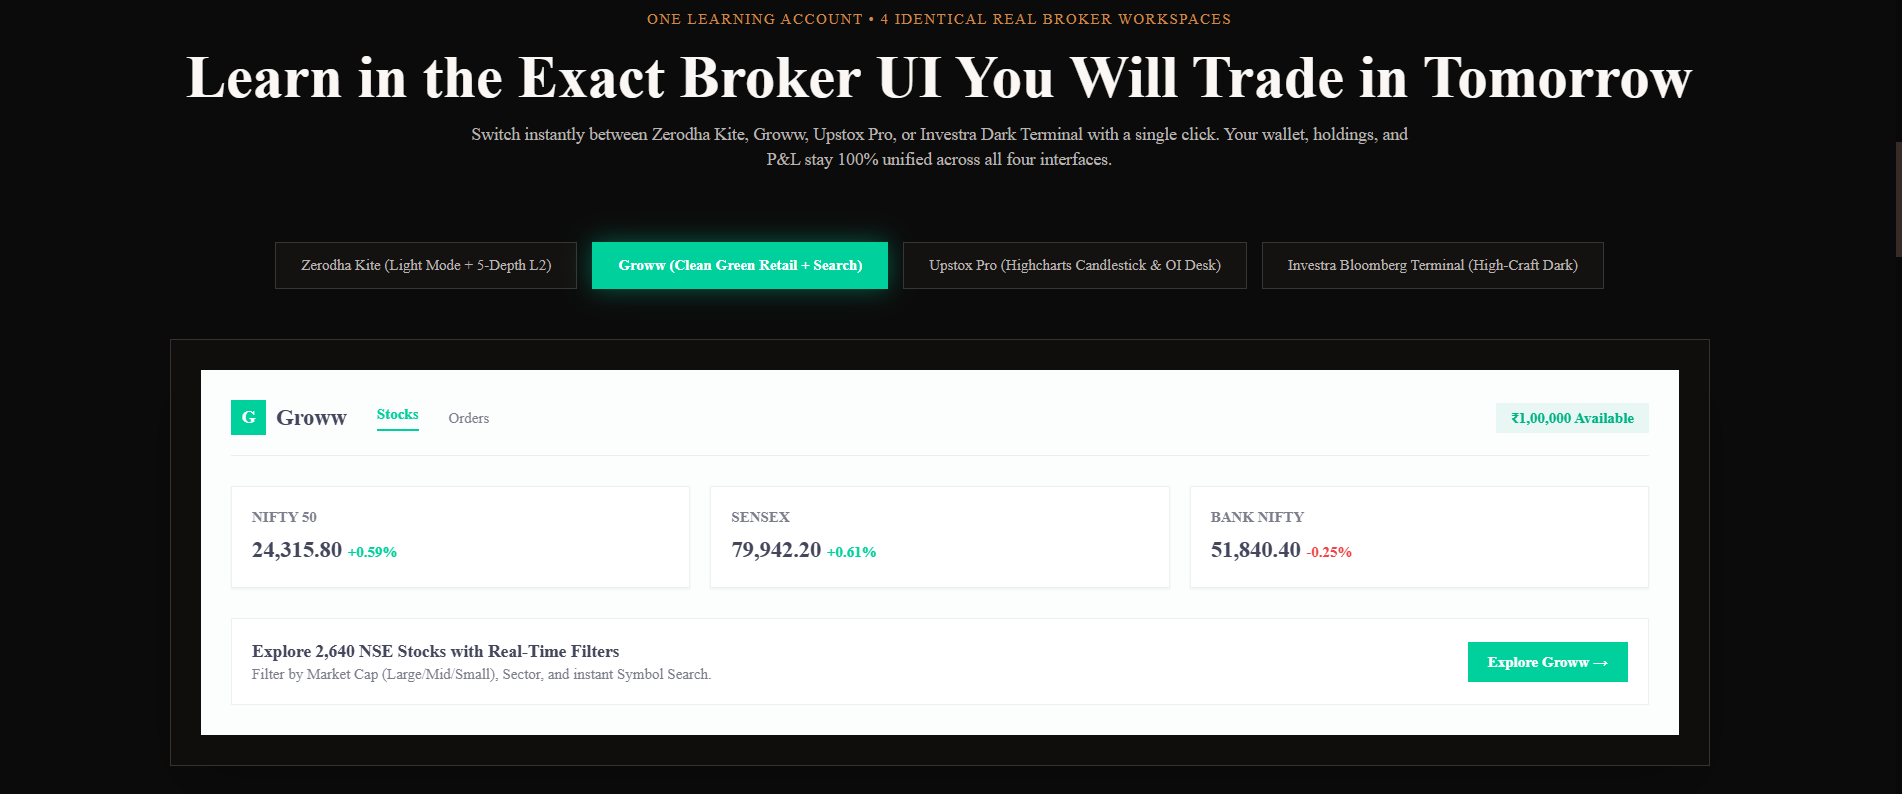 ONE LEARNING ACCOUNT • 4 IDENTICAL REAL BROKER WORKSPACES
Learn in the Exact Broker UI You Will Trade in Tomorrow
Switch instantly between Zerodha Kite, Groww, Upstox Pro, or Investra Dark Terminal with a single click. Your wallet, holdings, and
P&L stay 100% unified across all four interfaces.
Zerodha Kite (Light Mode + 5-Depth L2)
Groww (Clean Green Retail + Search)
Upstox Pro (Highcharts Candlestick & OI Desk)
Investra Bloomberg Terminal (High-Craft Dark)
G Groww
Stocks
Orders
₹1,00,000 Available
NIFTY 50
24,315.80 +0.59%
SENSEX
79,942.20 +0.61%
BANK NIFTY
51,840.40 -0.25%
Explore 2,640 NSE Stocks with Real-Time Filters
Filter by Market Cap (Large/Mid/Small), Sector, and instant Symbol Search.
Explore Groww →